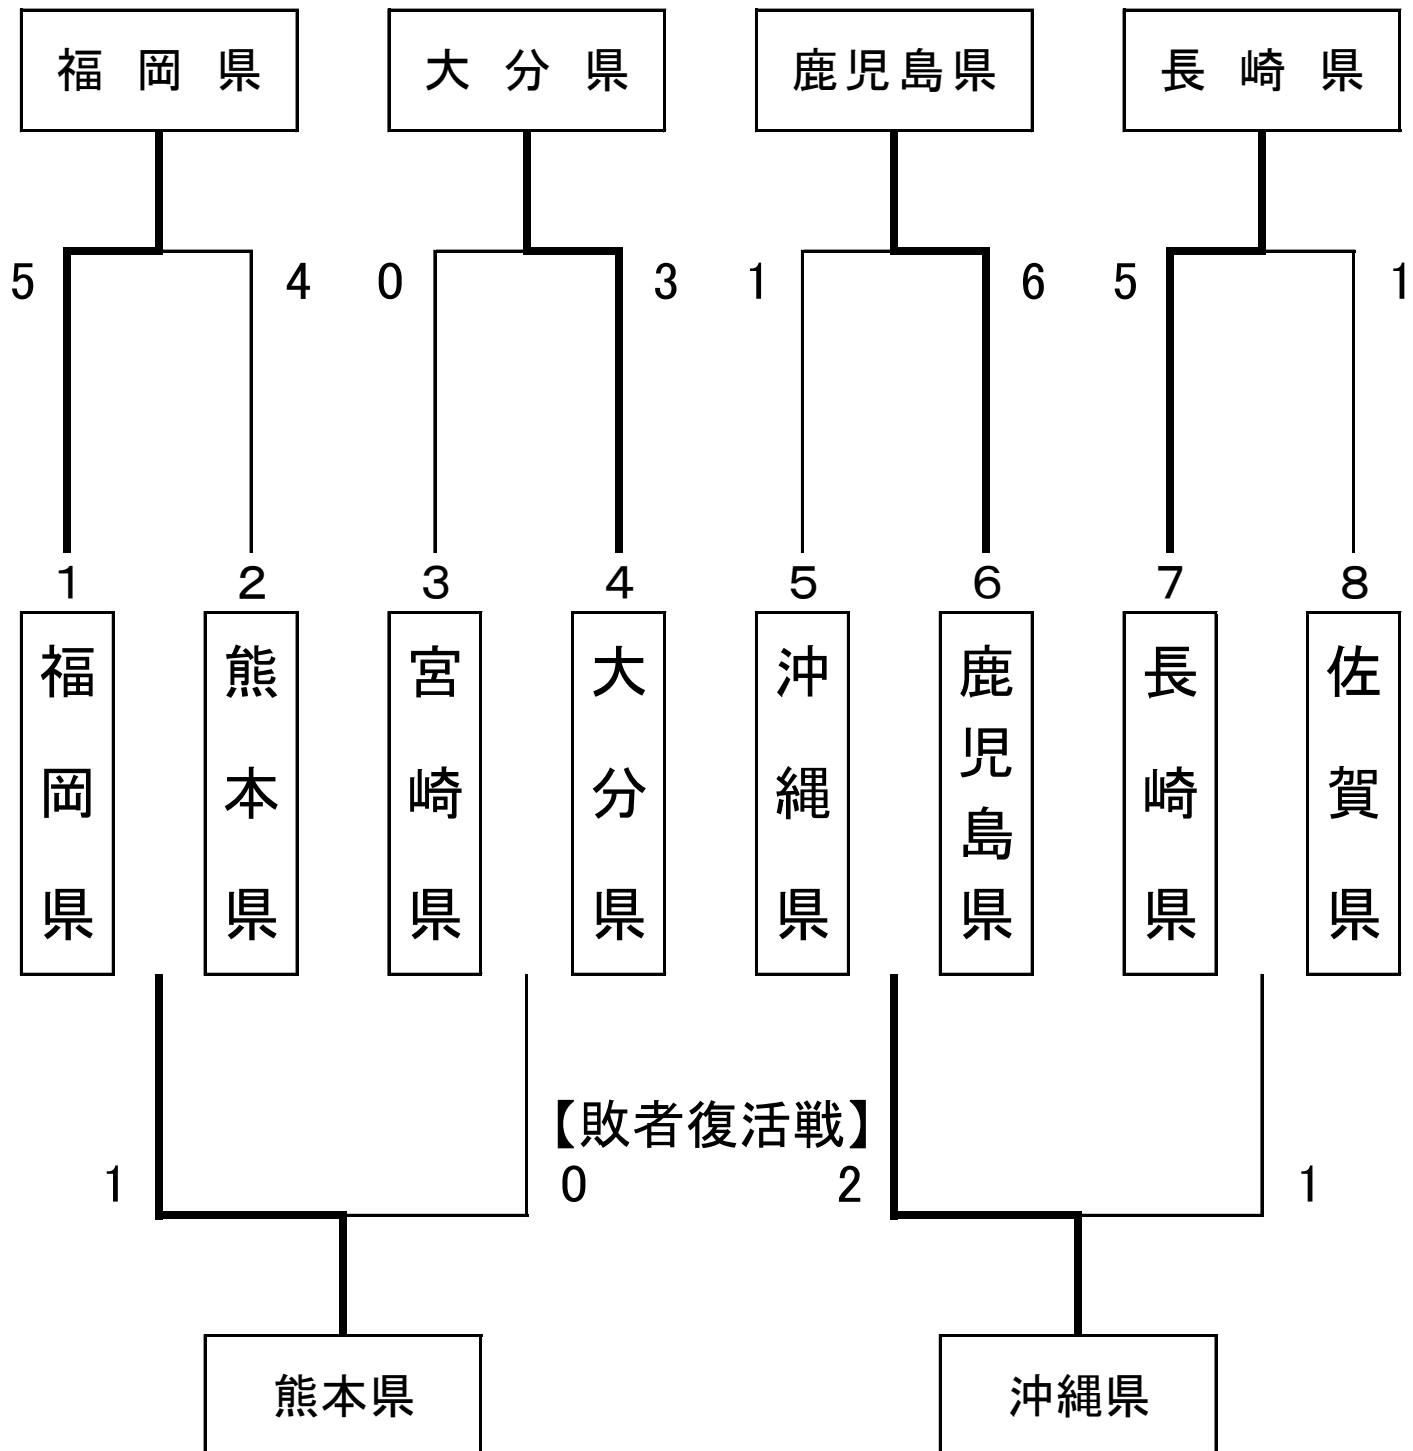 福岡県 大分県 鹿児島県 長崎県
5 4 0 3 1 6 5 1
1 2 3 4 5 6 7 8
福岡県
熊本県
宮崎県
大分県
沖縄県
鹿児島県
長崎県
佐賀県
【敗者復活戦】
1 0 2 1
熊本県 沖縄県